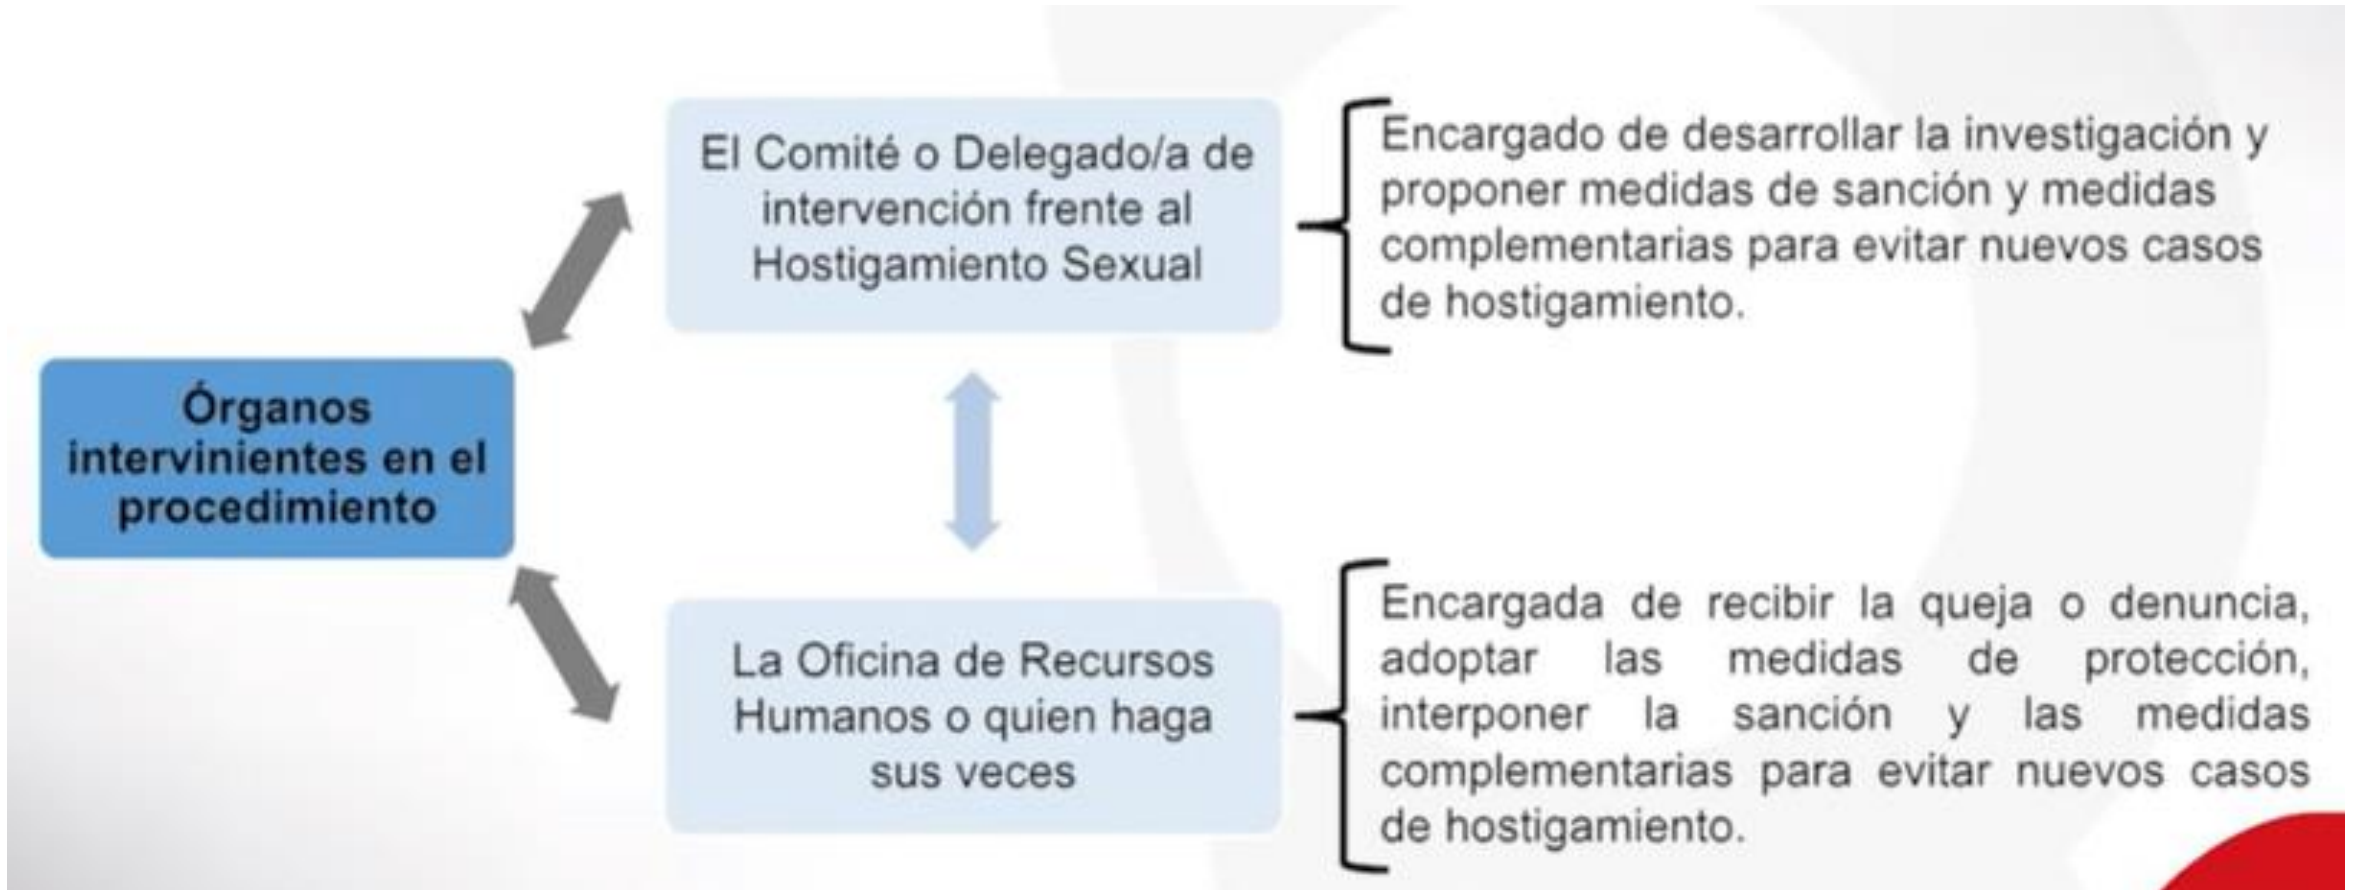 El Comité o Delegado/a de
intervención frente al
Hostigamiento Sexual
Encargado de desarrollar la investigación y
proponer medidas de sanción y medidas
complementarias para evitar nuevos casos
de hostigamiento.
Órganos
intervinientes en el
procedimiento
La Oficina de Recursos
Humanos o quien haga
sus veces
Encargada de recibir la queja o denuncia,
adoptar las medidas de protección,
interponer la sanción y las medidas
complementarias para evitar nuevos casos
de hostigamiento.